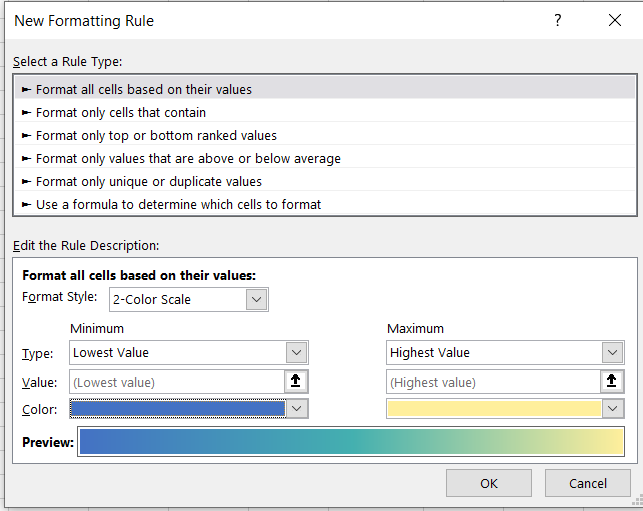 New Formatting Rule ?
Select a Rule Type:
► Format all cells based on their values
► Format only cells that contain
► Format only top or bottom ranked values
► Format only values that are above or below average
► Format only unique or duplicate values
► Use a formula to determine which cells to format
Edit the Rule Description:
Format all cells based on their values:
Format Style: 2-Color Scale
Minimum Maximum
Type: Lowest Value Highest Value
Value: (Lowest value) (Highest value)
Color:
Preview:
OK Cancel